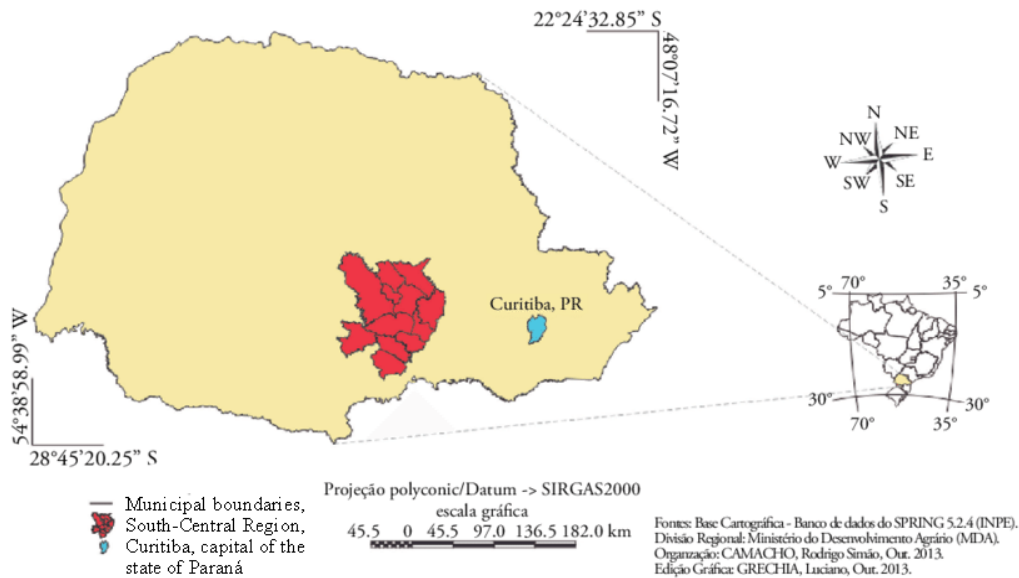 22°24'32.85" S
48°07'16.72" W
N
NW NE
W E
SW SE
S
Curitiba, PR
70° 35°
5° 5°
30° 30°
70° 35°
54°38'58.99" W
28°45'20.25" S
Municipal boundaries,
South-Central Region,
Curitiba, capital of the
state of Paraná
Projeção polyconic/Datum -> SIRGAS2000
escala gráfica
45.5 0 45.5 97.0 136.5 182.0 km
Fontes: Base Cartográfica - Banco de dados do SPRING 5.2.4 (INPE).
Divisão Regional: Ministério do Desenvolvimento Agrário (MDA).
Organzação: CAMACHO, Rodrigo Simão, Out. 2013.
Edição Gráfica: GRECHIA, Luciano, Out. 2013.